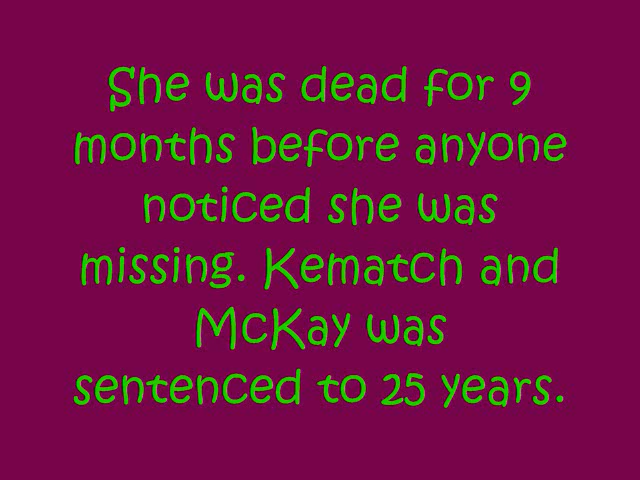 She was dead for 9
months before anyone
noticed she was
missing. Kematch and
McKay was
sentenced to 25 years.